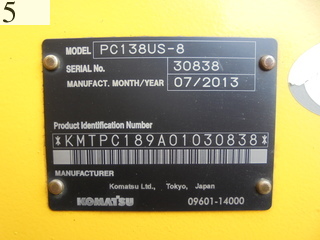 5
MODEL PC138US-8
SERIAL No. 30838
MANUFACT. MONTH/YEAR 07/2013
Product Identification Number
*KMTPC189A01030838*
MANUFACTURER
Komatsu Ltd., Tokyo, Japan
KOMATSU 09601-14000